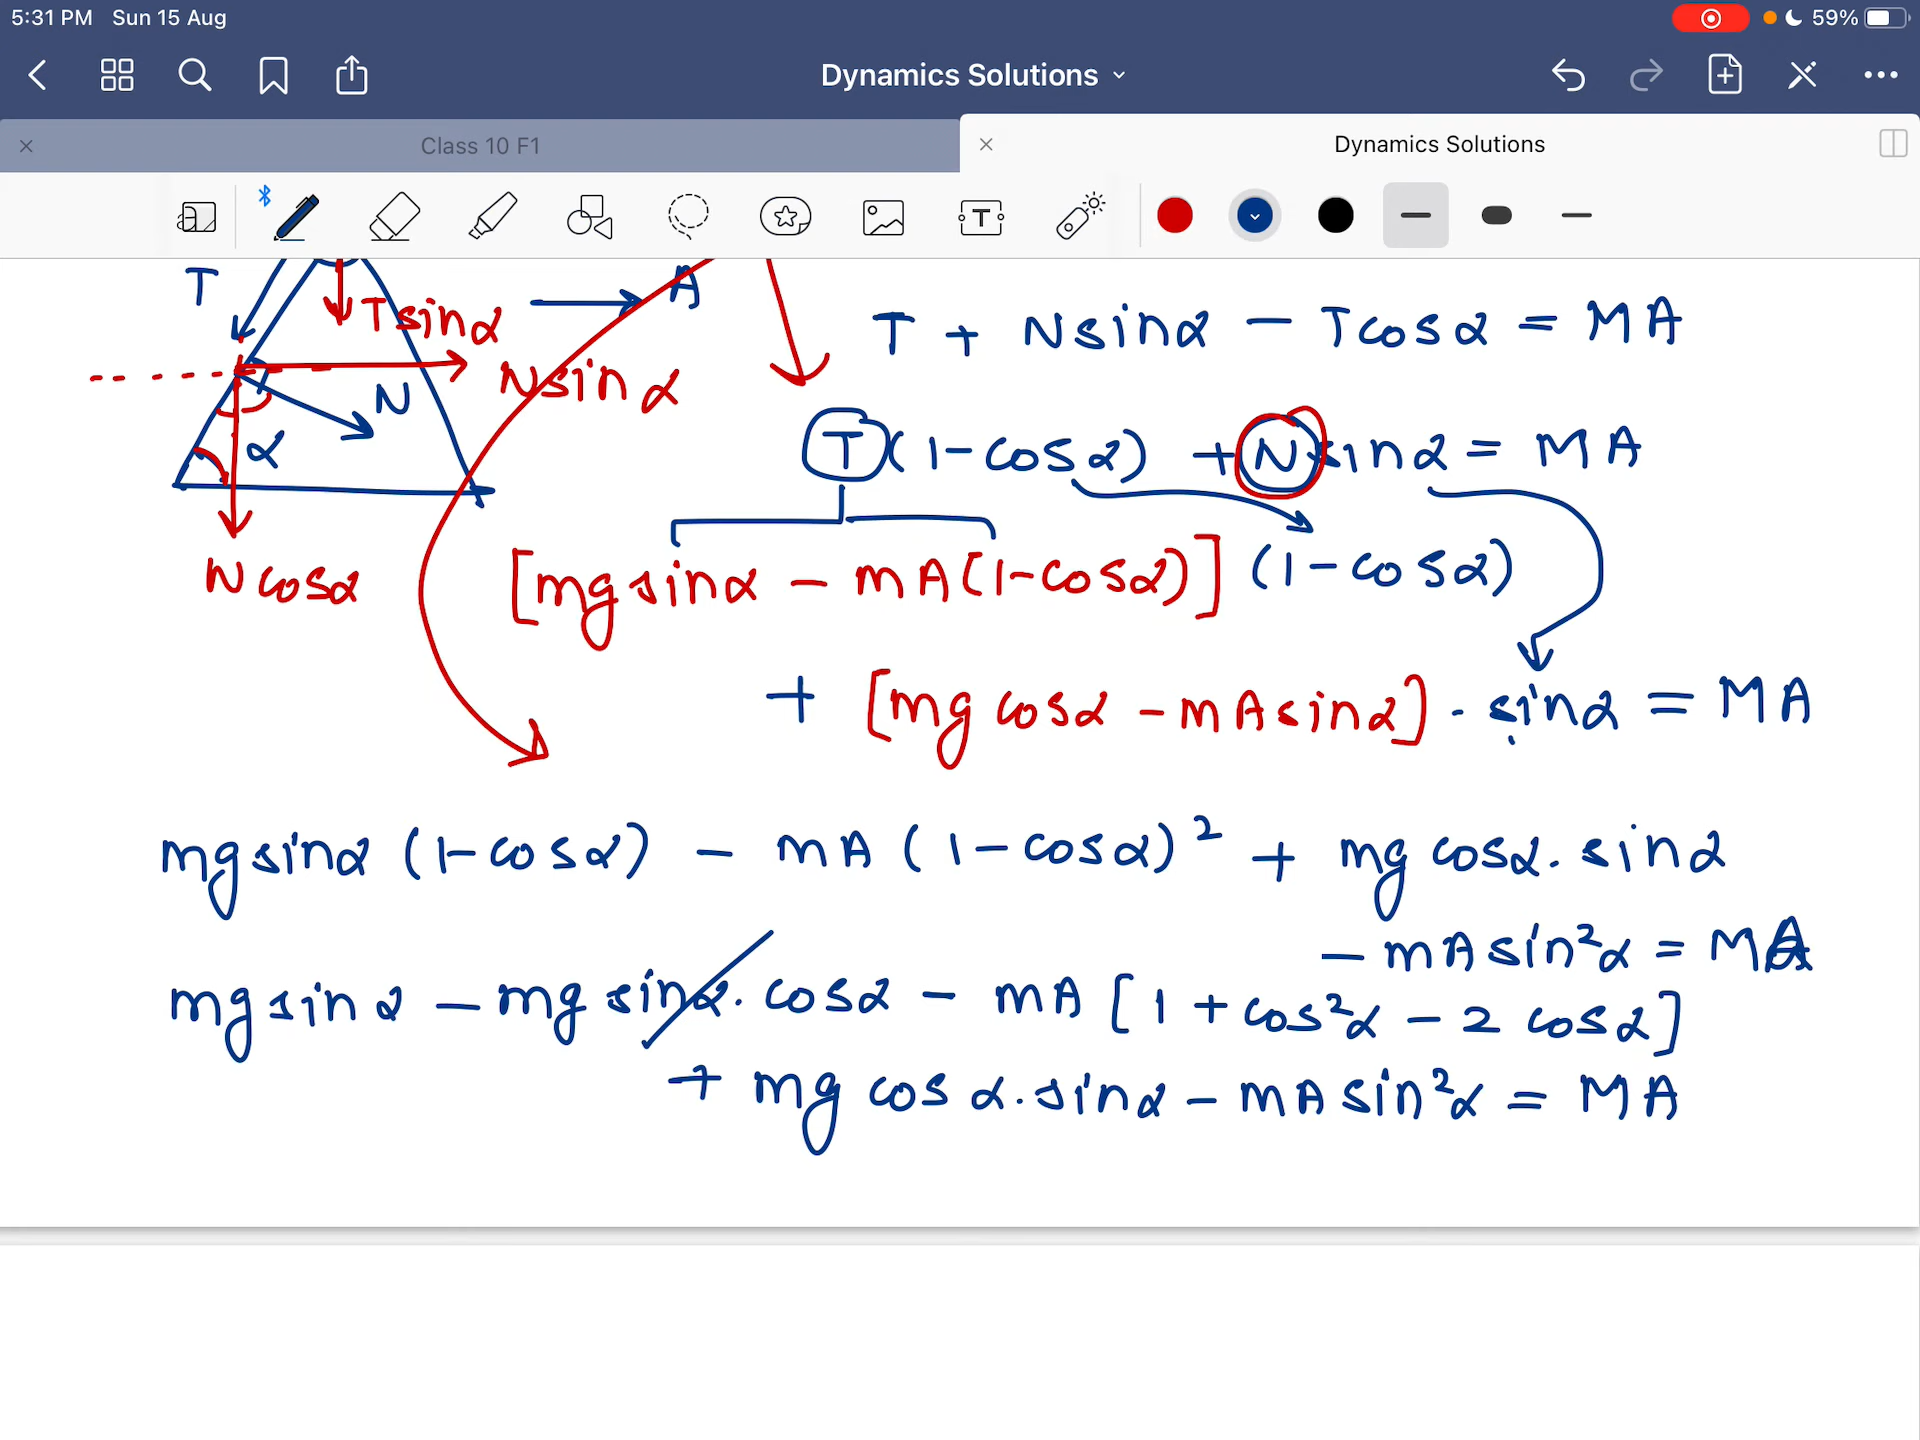 5:31 PM Sun 15 Aug 59%
Dynamics Solutions
Class 10 F1
Dynamics Solutions
T
T sinα
A
T + N sinα − T cosα = MA
N sin α
N
T (1-cosα) + N sinα = MA
α
N cosα
[mg sinα − mA(1-cosα)] (1-cosα)
+ [mg cosα − mA sinα] · sinα = MA
mg sinα (1-cosα) − mA (1-cosα)² + mg cosα. sinα
− mA sin²α = MA
mg sin α − mg sinα. cosα − mA [1 + cos²α − 2 cosα]
+ mg cos α. sinα − mA sin²α = MA